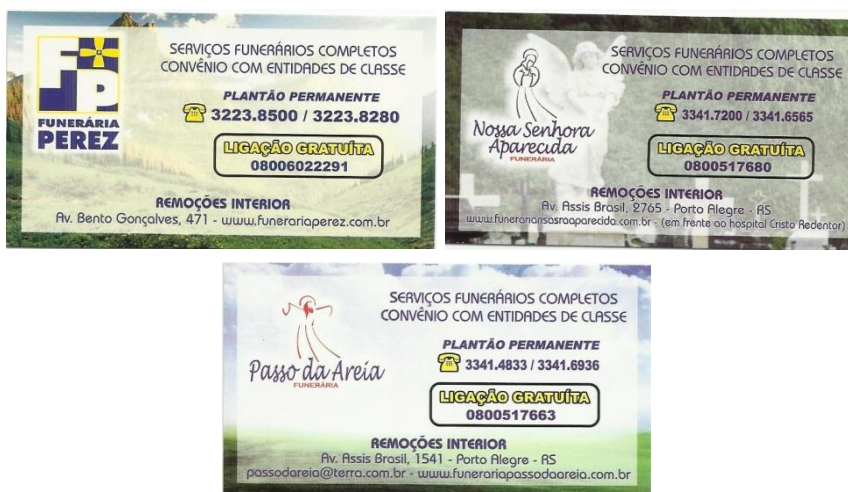 FP
FUNERÁRIA
PEREZ
SERVIÇOS FUNERÁRIOS COMPLETOS
CONVÊNIO COM ENTIDADES DE CLASSE
PLANTÃO PERMANENTE
3223.8500 / 3223.8280
LIGAÇÃO GRATUÍTA
08006022291
REMOÇÕES INTERIOR
Av. Bento Gonçalves, 471 - www.funerariaperez.com.br
Nossa Senhora
Aparecida
FUNERÁRIA
SERVIÇOS FUNERÁRIOS COMPLETOS
CONVÊNIO COM ENTIDADES DE CLASSE
PLANTÃO PERMANENTE
3341.7200 / 3341.6565
LIGAÇÃO GRATUÍTA
0800517680
REMOÇÕES INTERIOR
Av. Assis Brasil, 2765 - Porto Alegre - RS
www.funerariansasraaparecida.com.br - (em frente ao hospital Cristo Redentor)
Passo da Areia
FUNERÁRIA
SERVIÇOS FUNERÁRIOS COMPLETOS
CONVÊNIO COM ENTIDADES DE CLASSE
PLANTÃO PERMANENTE
3341.4833 / 3341.6936
LIGAÇÃO GRATUÍTA
0800517663
REMOÇÕES INTERIOR
Av. Assis Brasil, 1541 - Porto Alegre - RS
passodareia@terra.com.br - www.funerariapassodaareia.com.br